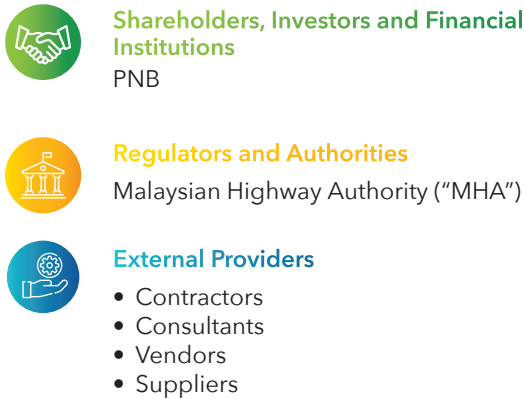 Shareholders, Investors and Financial
Institutions
PNB
Regulators and Authorities
Malaysian Highway Authority (“MHA”)
External Providers
• Contractors
• Consultants
• Vendors
• Suppliers